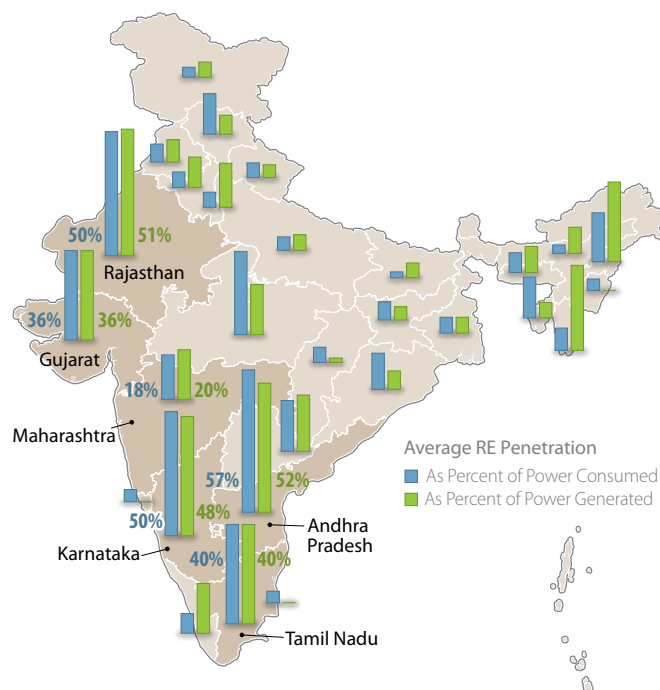 50%
51%
Rajasthan
36%
36%
Gujarat
18%
20%
Maharashtra
57%
52%
Average RE Penetration
As Percent of Power Consumed
As Percent of Power Generated
50%
48%
Karnataka
Andhra
Pradesh
40%
40%
Tamil Nadu